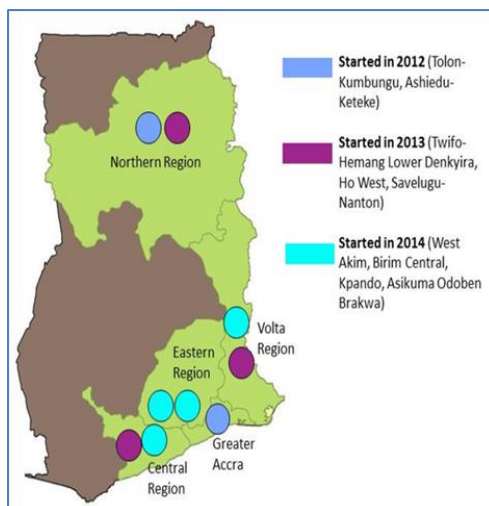 Started in 2012 (Tolon-
Kumbungu, Ashiedu-
Keteke)
Started in 2013 (Twifo-
Hemang Lower Denkyira,
Ho West, Savelugu-
Nanton)
Started in 2014 (West
Akim, Birim Central,
Kpando, Asikuma Odoben
Brakwa)
Northern Region
Volta
Region
Eastern
Region
Greater
Accra
Central
Region